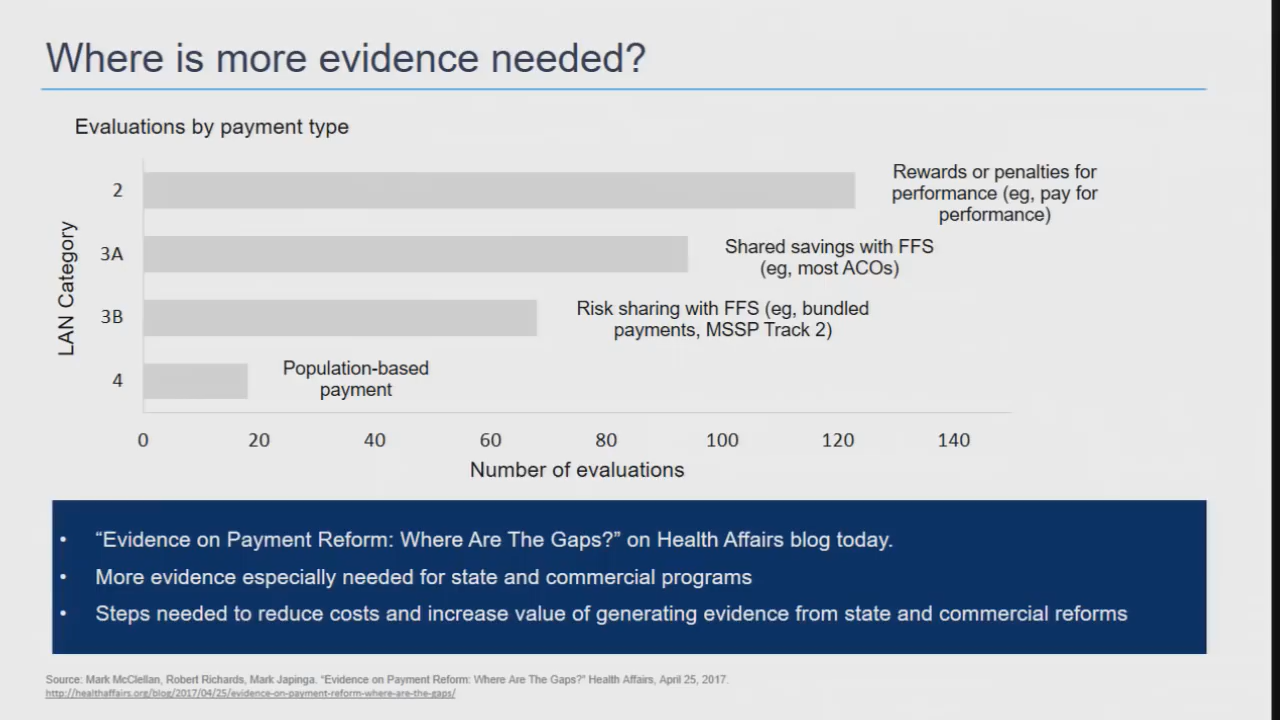 Where is more evidence needed?
Evaluations by payment type
LAN Category
2
Rewards or penalties for
performance (eg, pay for
performance)
3A
Shared savings with FFS
(eg, most ACOs)
3B
Risk sharing with FFS (eg, bundled
payments, MSSP Track 2)
4
Population-based
payment
0 20 40 60 80 100 120 140
Number of evaluations
• “Evidence on Payment Reform: Where Are The Gaps?” on Health Affairs blog today.
• More evidence especially needed for state and commercial programs
• Steps needed to reduce costs and increase value of generating evidence from state and commercial reforms
Source: Mark McClellan, Robert Richards, Mark Japinga. “Evidence on Payment Reform: Where Are The Gaps?” Health Affairs, April 25, 2017.
http://healthaffairs.org/blog/2017/04/25/evidence-on-payment-reform-where-are-the-gaps/